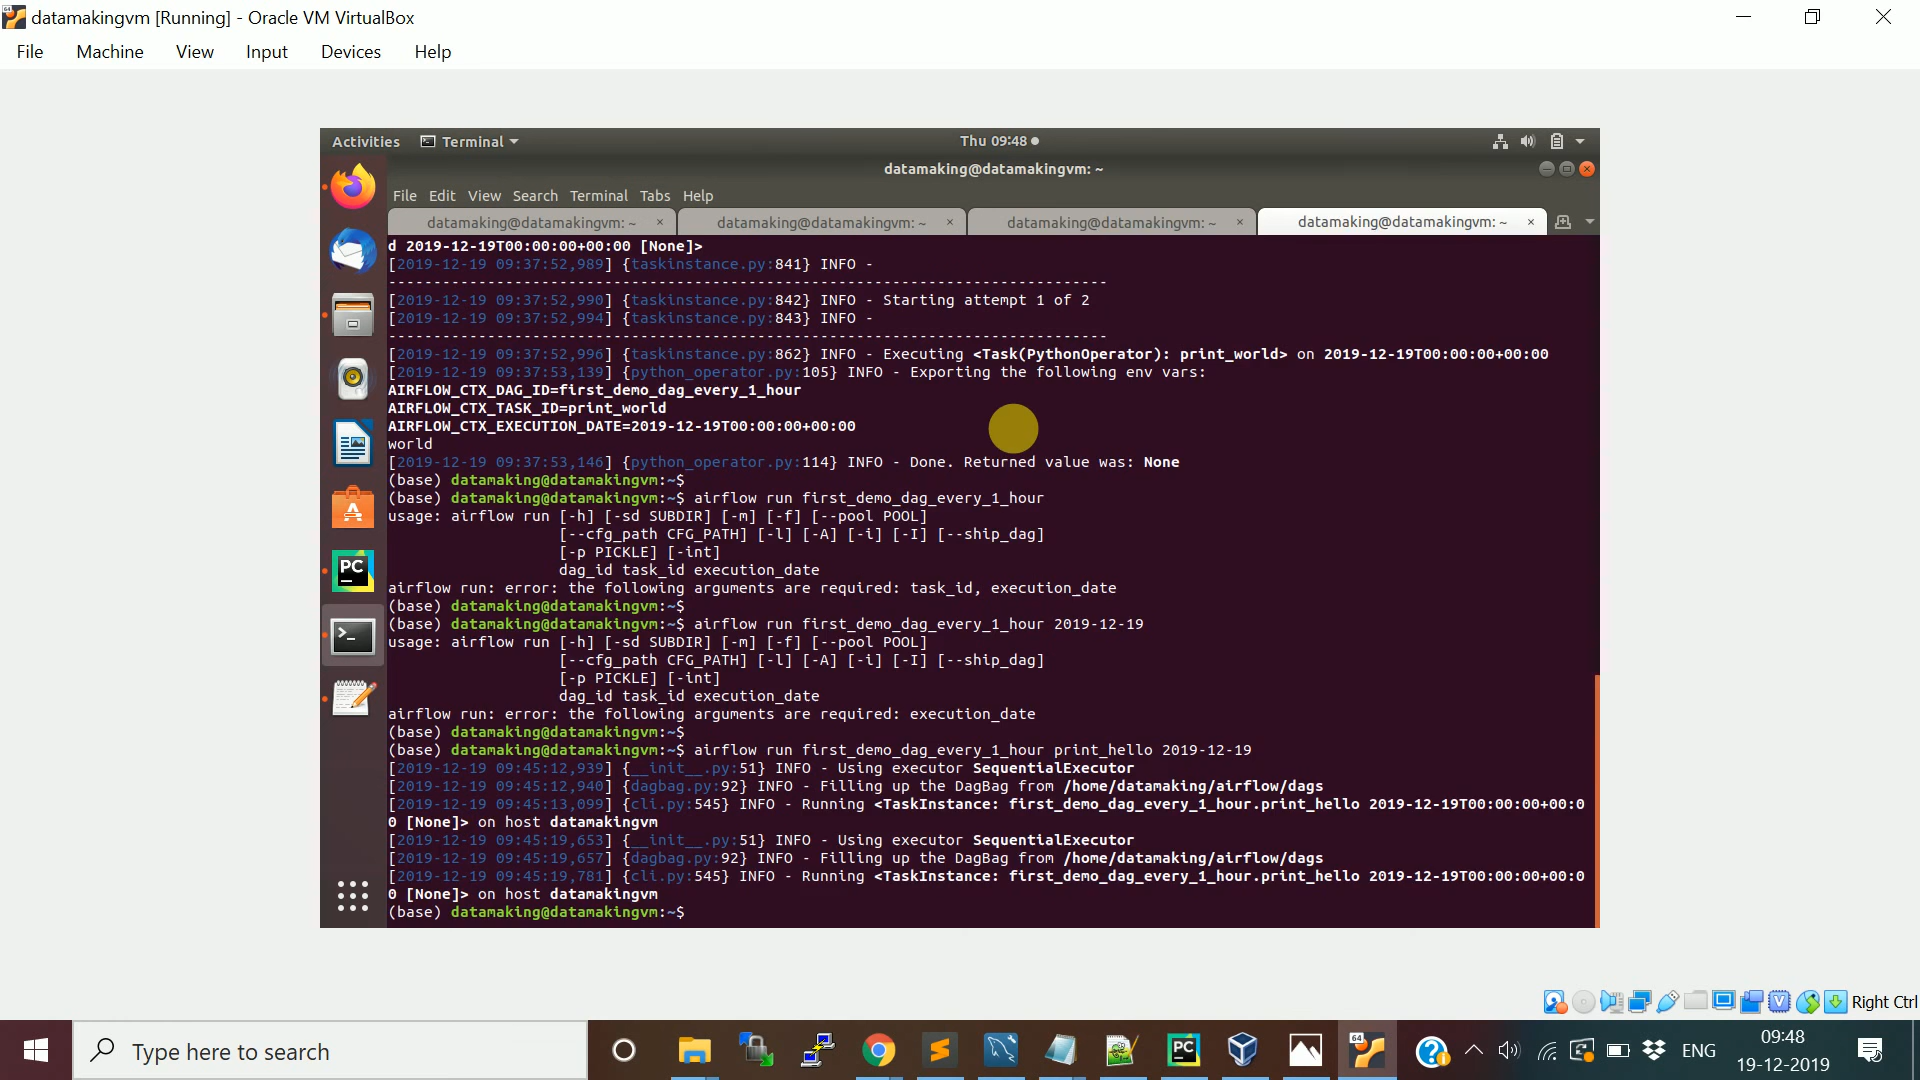 datamakingvm [Running] - Oracle VM VirtualBox
File Machine View Input Devices Help
Activities Terminal Thu 09:48
datamaking@datamakingvm: ~
File Edit View Search Terminal Tabs Help
datamaking@datamakingvm: ~ × datamaking@datamakingvm: ~ × datamaking@datamakingvm: ~ × datamaking@datamakingvm: ~ ×
d 2019-12-19T00:00:00+00:00 [None]>
[2019-12-19 09:37:52,989] {taskinstance.py:841} INFO -
--------------------------------------------------------------------------------
[2019-12-19 09:37:52,990] {taskinstance.py:842} INFO - Starting attempt 1 of 2
[2019-12-19 09:37:52,994] {taskinstance.py:843} INFO -
--------------------------------------------------------------------------------
[2019-12-19 09:37:52,996] {taskinstance.py:862} INFO - Executing <Task(PythonOperator): print_world> on 2019-12-19T00:00:00+00:00
[2019-12-19 09:37:53,139] {python_operator.py:105} INFO - Exporting the following env vars:
AIRFLOW_CTX_DAG_ID=first_demo_dag_every_1_hour
AIRFLOW_CTX_TASK_ID=print_world
AIRFLOW_CTX_EXECUTION_DATE=2019-12-19T00:00:00+00:00
world
[2019-12-19 09:37:53,146] {python_operator.py:114} INFO - Done. Returned value was: None
(base) datamaking@datamakingvm:~$
(base) datamaking@datamakingvm:~$ airflow run first_demo_dag_every_1_hour
usage: airflow run [-h] [-sd SUBDIR] [-m] [-f] [--pool POOL]
[--cfg_path CFG_PATH] [-l] [-A] [-i] [-I] [--ship_dag]
[-p PICKLE] [-int]
dag_id task_id execution_date
airflow run: error: the following arguments are required: task_id, execution_date
(base) datamaking@datamakingvm:~$
(base) datamaking@datamakingvm:~$ airflow run first_demo_dag_every_1_hour 2019-12-19
usage: airflow run [-h] [-sd SUBDIR] [-m] [-f] [--pool POOL]
[--cfg_path CFG_PATH] [-l] [-A] [-i] [-I] [--ship_dag]
[-p PICKLE] [-int]
dag_id task_id execution_date
airflow run: error: the following arguments are required: execution_date
(base) datamaking@datamakingvm:~$
(base) datamaking@datamakingvm:~$ airflow run first_demo_dag_every_1_hour print_hello 2019-12-19
[2019-12-19 09:45:12,939] {__init__.py:51} INFO - Using executor SequentialExecutor
[2019-12-19 09:45:12,940] {dagbag.py:92} INFO - Filling up the DagBag from /home/datamaking/airflow/dags
[2019-12-19 09:45:13,099] {cli.py:545} INFO - Running <TaskInstance: first_demo_dag_every_1_hour.print_hello 2019-12-19T00:00:00+00:0
0 [None]> on host datamakingvm
[2019-12-19 09:45:19,653] {__init__.py:51} INFO - Using executor SequentialExecutor
[2019-12-19 09:45:19,657] {dagbag.py:92} INFO - Filling up the DagBag from /home/datamaking/airflow/dags
[2019-12-19 09:45:19,781] {cli.py:545} INFO - Running <TaskInstance: first_demo_dag_every_1_hour.print_hello 2019-12-19T00:00:00+00:0
0 [None]> on host datamakingvm
(base) datamaking@datamakingvm:~$
Right Ctrl
Type here to search
ENG
09:48
19-12-2019